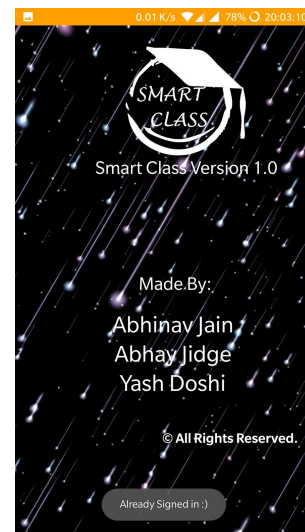 0.01 K/s 78% 20:03:10
SMART
CLASS
Smart Class Version 1.0
Made By:
Abhinav Jain
Abhay Jidge
Yash Doshi
© All Rights Reserved.
Already Signed in :)